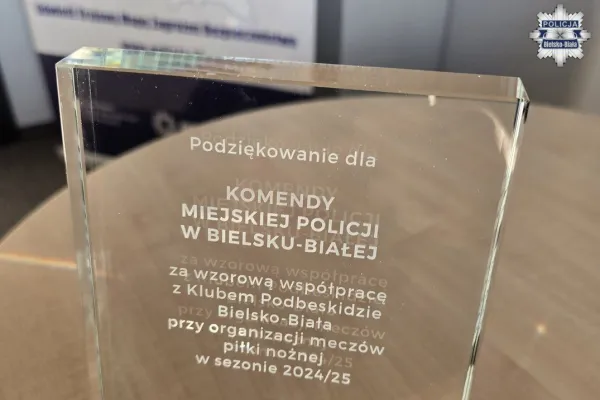 POLICJA
Bielsko-Biała
Podziękowanie dla
KOMENDY
MIEJSKIEJ POLICJI
W BIELSKU-BIAŁEJ
za wzorową współpracę
z Klubem Podbeskidzie
Bielsko-Biała
przy organizacji meczów
piłki nożnej
w sezonie 2024/25